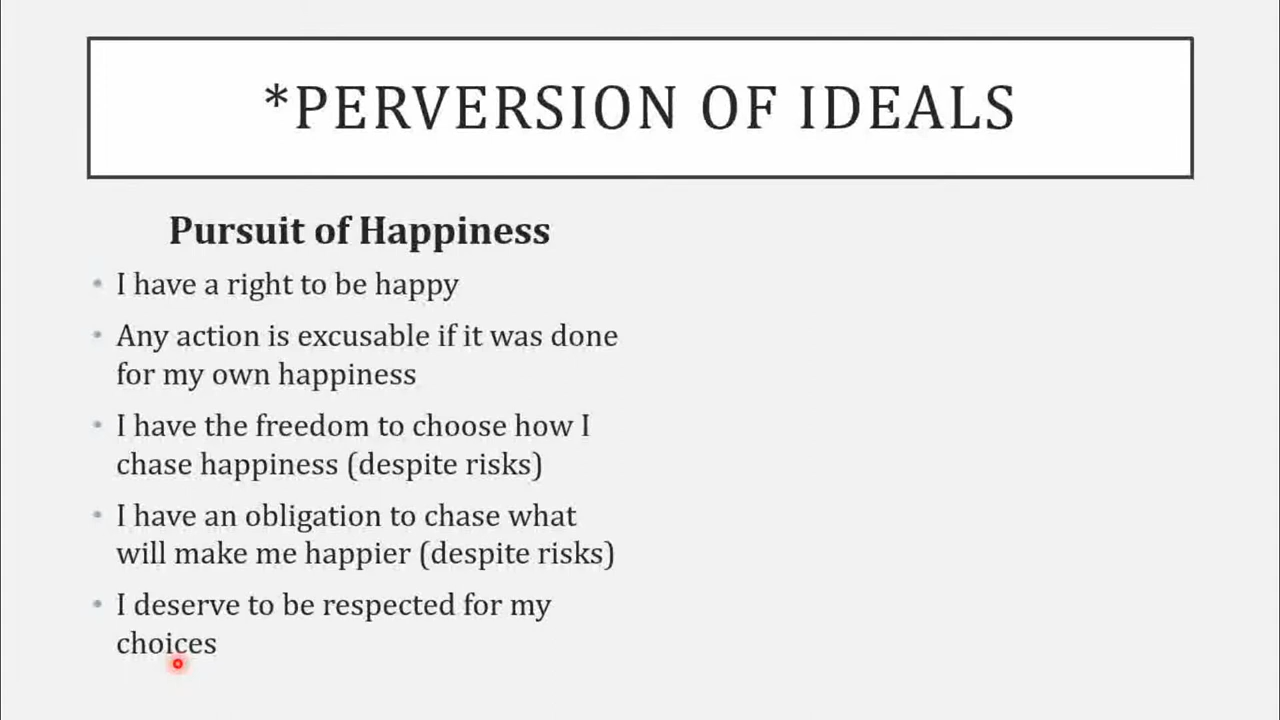 *PERVERSION OF IDEALS
Pursuit of Happiness
• I have a right to be happy
• Any action is excusable if it was done
for my own happiness
• I have the freedom to choose how I
chase happiness (despite risks)
• I have an obligation to chase what
will make me happier (despite risks)
• I deserve to be respected for my
choices